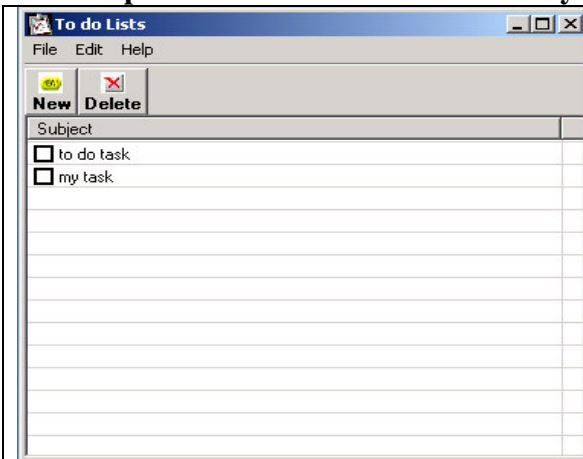 To do Lists
File Edit Help
New Delete
Subject
to do task
my task